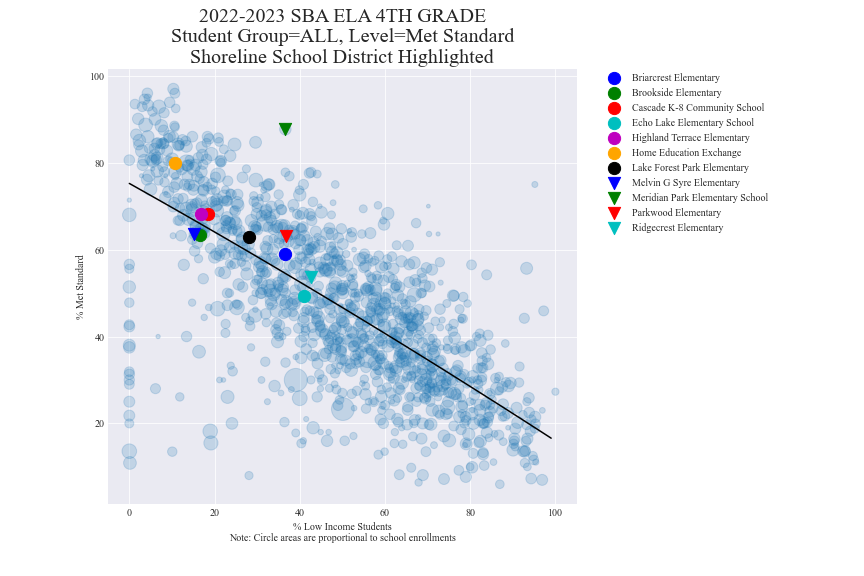 2022-2023 SBA ELA 4TH GRADE
Student Group=ALL, Level=Met Standard
Shoreline School District Highlighted
100
80
60
40
20
% Met Standard
0 20 40 60 80 100
% Low Income Students
Note: Circle areas are proportional to school enrollments
Briarcrest Elementary
Brookside Elementary
Cascade K-8 Community School
Echo Lake Elementary School
Highland Terrace Elementary
Home Education Exchange
Lake Forest Park Elementary
Melvin G Syre Elementary
Meridian Park Elementary School
Parkwood Elementary
Ridgecrest Elementary